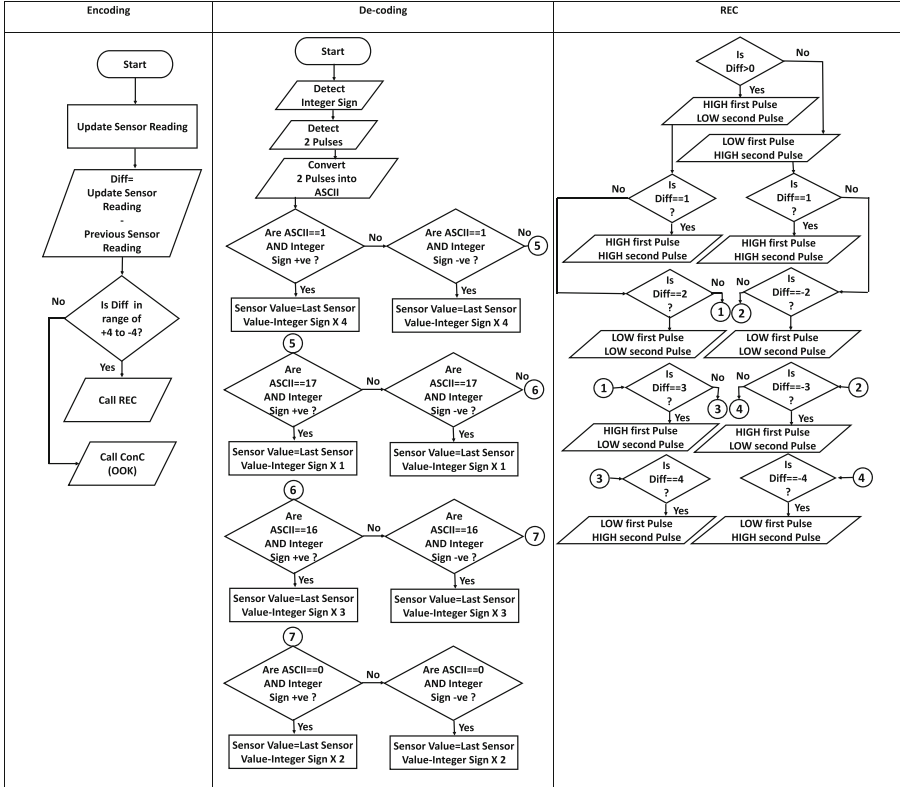 Encoding
De-coding
REC
Start
Update Sensor Reading
Diff=
Update Sensor
Reading
-
Previous Sensor
Reading
No
Is Diff in
range of
+4 to -4?
Yes
Call REC
Call ConC
(OOK)
Start
Detect
Integer Sign
Detect
2 Pulses
Convert
2 Pulses into
ASCII
Are ASCII==1
AND Integer
Sign +ve ?
No
Are ASCII==1
AND Integer
Sign -ve ?
No
5
Yes
Yes
Sensor Value=Last Sensor
Value-Integer Sign X 4
Sensor Value=Last Sensor
Value-Integer Sign X 4
5
Are
ASCII==17
AND Integer
Sign +ve ?
No
Are
ASCII==17
AND Integer
Sign -ve ?
No
6
Yes
Yes
Sensor Value=Last Sensor
Value-Integer Sign X 1
Sensor Value=Last Sensor
Value-Integer Sign X 1
6
Are
ASCII==16
AND Integer
Sign +ve ?
No
Are
ASCII==16
AND Integer
Sign -ve ?
7
Yes
Yes
Sensor Value=Last Sensor
Value-Integer Sign X 3
Sensor Value=Last Sensor
Value-Integer Sign X 3
7
Are ASCII==0
AND Integer
Sign +ve ?
No
Are ASCII==0
AND Integer
Sign -ve ?
Yes
Yes
Sensor Value=Last Sensor
Value-Integer Sign X 2
Sensor Value=Last Sensor
Value-Integer Sign X 2
Is
Diff>0
No
Yes
HIGH first Pulse
LOW second Pulse
LOW first Pulse
HIGH second Pulse
No
Is
Diff==1
?
Is
Diff==1
?
No
Yes
Yes
HIGH first Pulse
HIGH second Pulse
HIGH first Pulse
HIGH second Pulse
Is
Diff==2
?
No
1
No
2
Is
Diff==-2
?
Yes
Yes
LOW first Pulse
LOW second Pulse
LOW first Pulse
LOW second Pulse
1
Is
Diff==3
?
No
3
No
4
Is
Diff==-3
?
2
Yes
Yes
HIGH first Pulse
LOW second Pulse
HIGH first Pulse
LOW second Pulse
3
Is
Diff==4
?
Is
Diff==-4
?
4
Yes
Yes
LOW first Pulse
HIGH second Pulse
LOW first Pulse
HIGH second Pulse